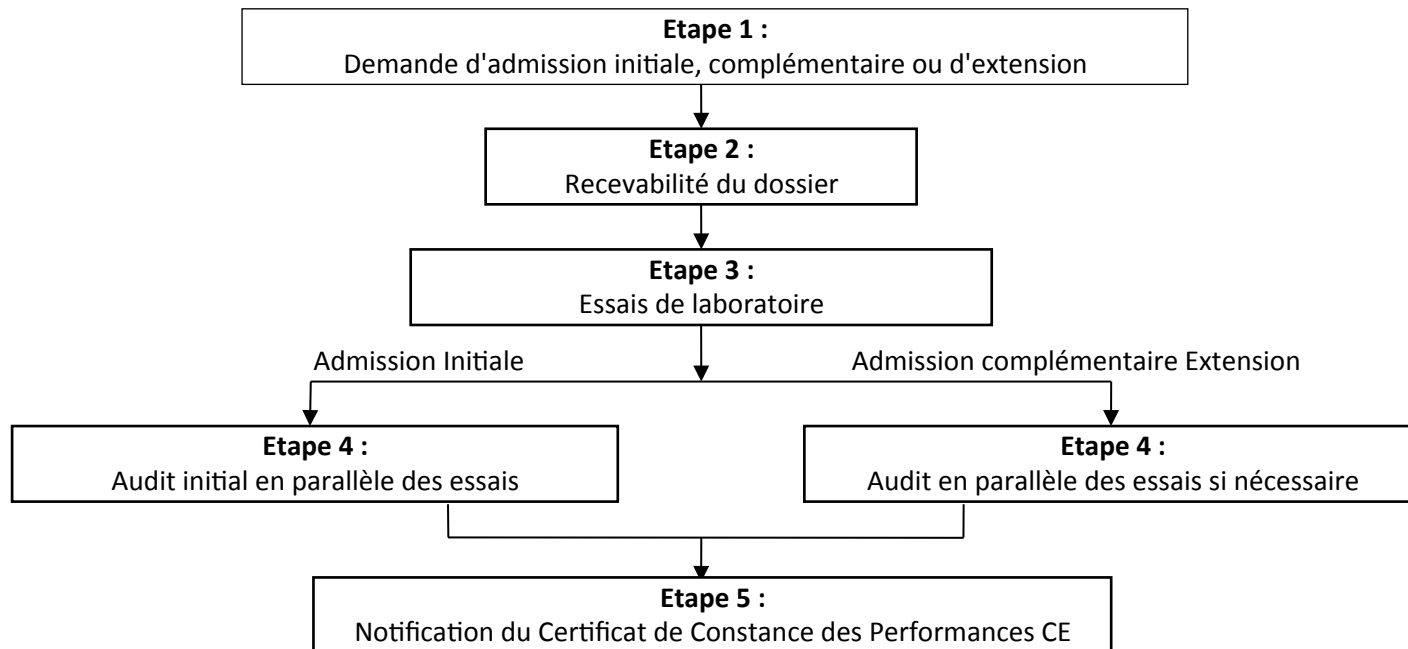 Etape 1 :
Demande d'admission initiale, complémentaire ou d'extension
Etape 2 :
Recevabilité du dossier
Etape 3 :
Essais de laboratoire
Admission Initiale
Admission complémentaire Extension
Etape 4 :
Audit initial en parallèle des essais
Etape 4 :
Audit en parallèle des essais si nécessaire
Etape 5 :
Notification du Certificat de Constance des Performances CE